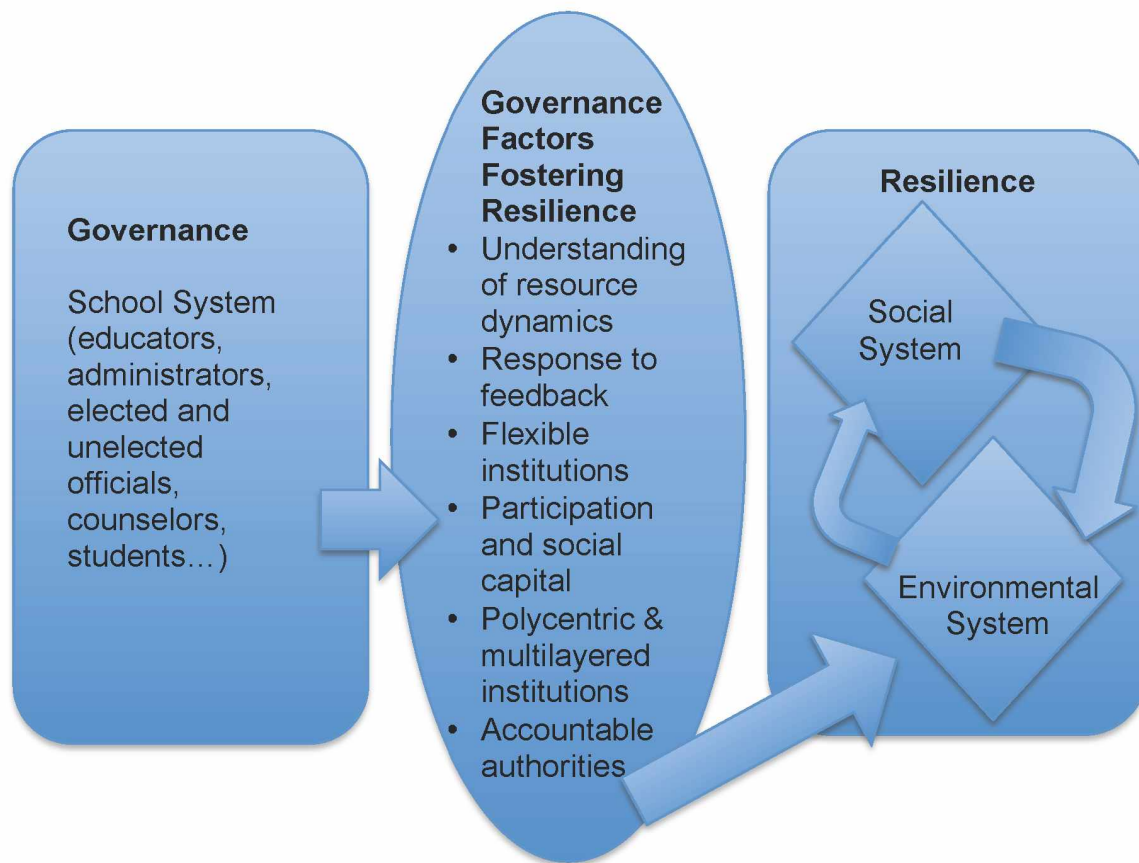 Governance
School System
(educators,
administrators,
elected and
unelected
officials,
counselors,
students…)
Governance
Factors
Fostering
Resilience
• Understanding
of resource
dynamics
• Response to
feedback
• Flexible
institutions
• Participation
and social
capital
• Polycentric &
multilayered
institutions
• Accountable
authorities
Resilience
Social
System
Environmental
System